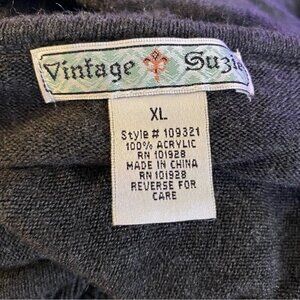 Vintage Suzie
XL
Style # 109321
100% ACRYLIC
RN 101928
MADE IN CHINA
RN 101928
REVERSE FOR
CARE